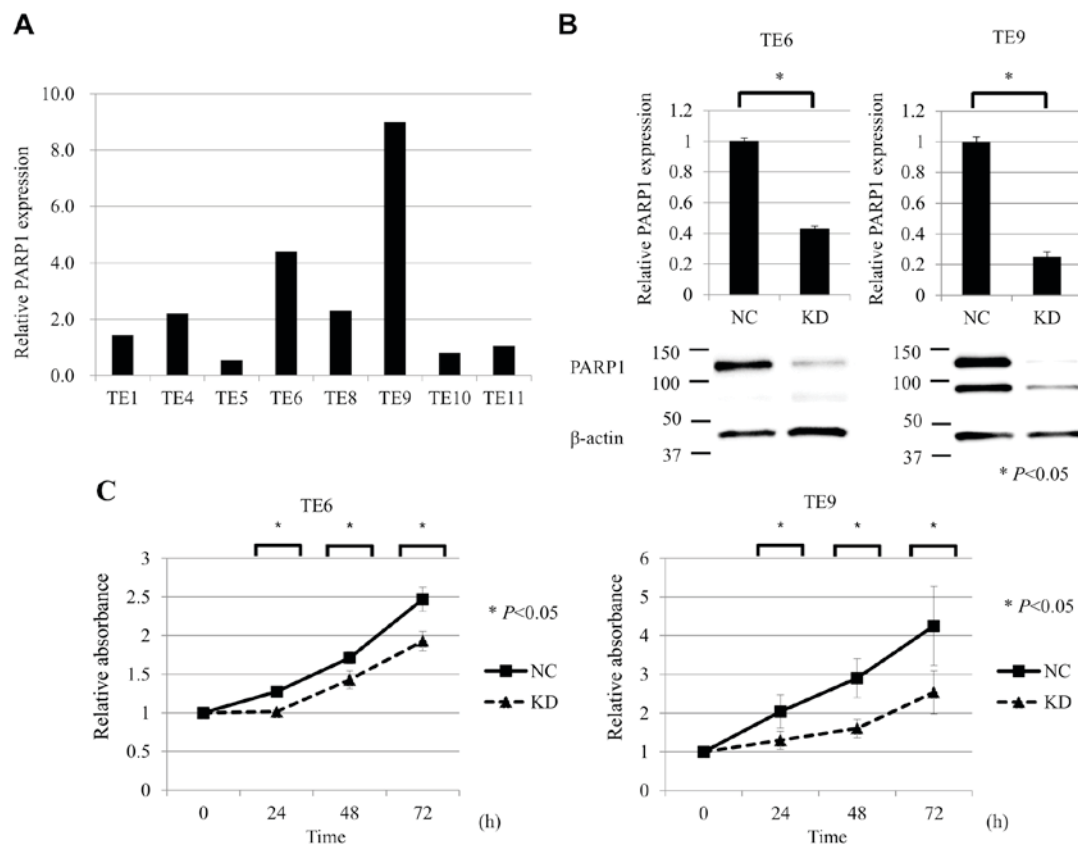 A
Relative PARP1 expression
10.0
8.0
6.0
4.0
2.0
0.0
TE1 TE4 TE5 TE6 TE8 TE9 TE10 TE11
B
TE6
*
Relative PARP1 expression
1.2
1
0.8
0.6
0.4
0.2
0
NC KD
TE9
*
Relative PARP1 expression
1.2
1
0.8
0.6
0.4
0.2
0
NC KD
PARP1
150
100
β-actin
50
37
150
100
50
37
* P<0.05
C
TE6
* * *
Relative absorbance
3
2.5
2
1.5
1
0.5
0
0 24 48 72 (h)
Time
* P<0.05
NC
KD
TE9
* * *
Relative absorbance
6
5
4
3
2
1
0
0 24 48 72 (h)
Time
* P<0.05
NC
KD